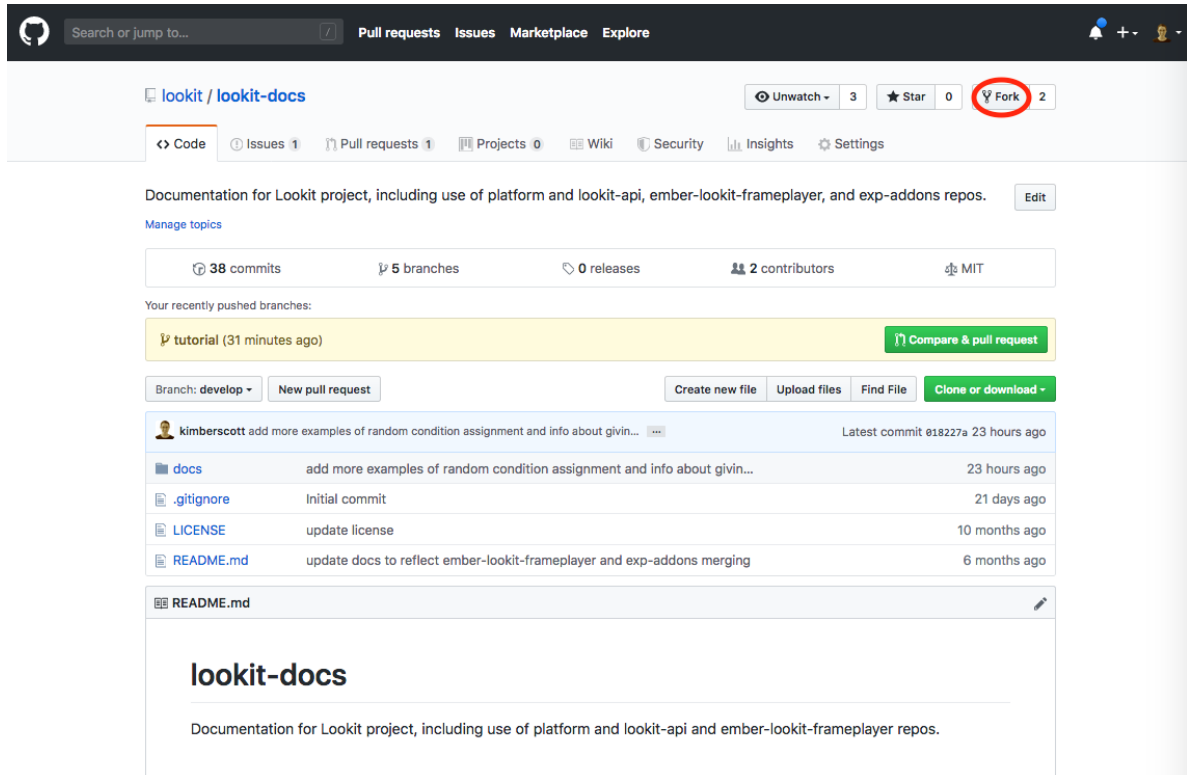 Search or jump to... / Pull requests Issues Marketplace Explore
lookit / lookit-docs Unwatch 3 Star 0 Fork 2
<> Code Issues 1 Pull requests 1 Projects 0 Wiki Security Insights Settings
Documentation for Lookit project, including use of platform and lookit-api, ember-lookit-frameplayer, and exp-addons repos. Edit
Manage topics
38 commits 5 branches 0 releases 2 contributors MIT
Your recently pushed branches:
tutorial (31 minutes ago) Compare & pull request
Branch: develop New pull request Create new file Upload files Find File Clone or download
kimberscott add more examples of random condition assignment and info about givin... ... Latest commit 018227a 23 hours ago
docs add more examples of random condition assignment and info about givin... 23 hours ago
.gitignore Initial commit 21 days ago
LICENSE update license 10 months ago
README.md update docs to reflect ember-lookit-frameplayer and exp-addons merging 6 months ago
README.md
lookit-docs
Documentation for Lookit project, including use of platform and lookit-api and ember-lookit-frameplayer repos.